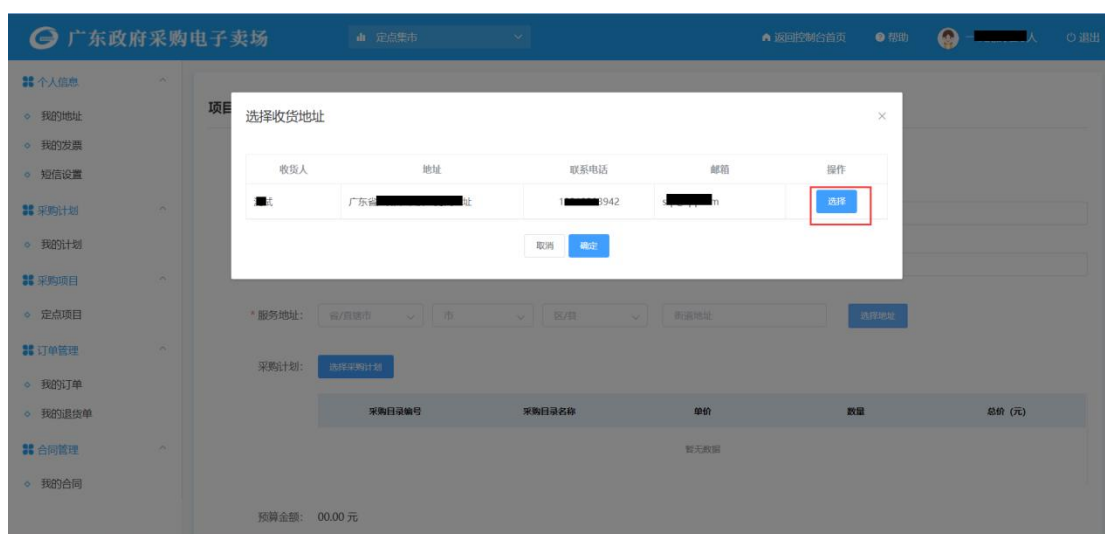 广东政府采购电子卖场
定点集市
返回控制台首页
帮助
人
退出
个人信息
我的地址
我的发票
短信设置
采购计划
我的计划
采购项目
定点项目
订单管理
我的订单
我的退货单
合同管理
我的合同
项目
选择收货地址
收货人 地址 联系电话 邮箱 操作
试 广东省 址 1 3942 m 选择
取消 确定
*服务地址: 省/直辖市 市 区/县 街道地址 选择地址
采购计划: 选择采购计划
采购目录编号 采购目录名称 单价 数量 总价 (元)
暂无数据
预算金额: 00.00 元